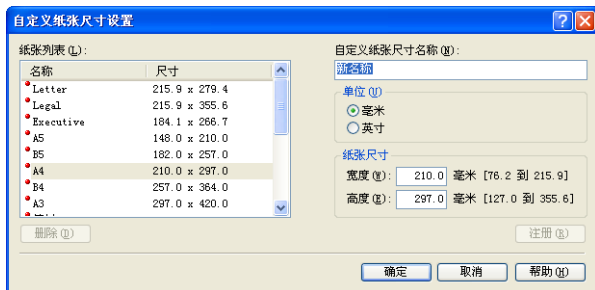 自定义纸张尺寸设置
纸张列表(L):
名称 尺寸
Letter 215.9 x 279.4
Legal 215.9 x 355.6
Executive 184.1 x 266.7
A5 148.0 x 210.0
B5 182.0 x 257.0
A4 210.0 x 297.0
B4 257.0 x 364.0
A3 297.0 x 420.0
删除(D)
自定义纸张尺寸名称(N):
新名称
单位(U)
毫米
英寸
纸张尺寸
宽度(W): 210.0 毫米 [76.2 到 215.9]
高度(E): 297.0 毫米 [127.0 到 355.6]
注册(R)
确定 取消 帮助(H)